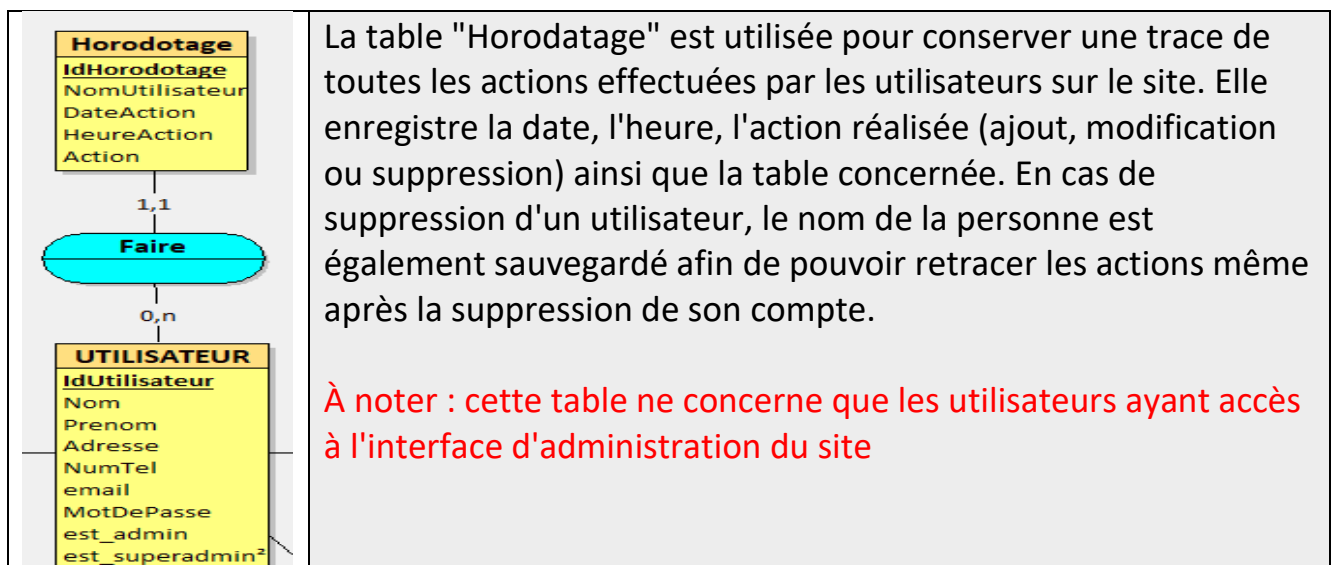 Horodotage
IdHorodotage
NomUtilisateur
DateAction
HeureAction
Action
1,1
Faire
0,n
UTILISATEUR
IdUtilisateur
Nom
Prenom
Adresse
NumTel
email
MotDePasse
est_admin
est_superadmin²
La table "Horodatage" est utilisée pour conserver une trace de
toutes les actions effectuées par les utilisateurs sur le site. Elle
enregistre la date, l'heure, l'action réalisée (ajout, modification
ou suppression) ainsi que la table concernée. En cas de
suppression d'un utilisateur, le nom de la personne est
également sauvegardé afin de pouvoir retracer les actions même
après la suppression de son compte.
À noter : cette table ne concerne que les utilisateurs ayant accès
à l'interface d'administration du site